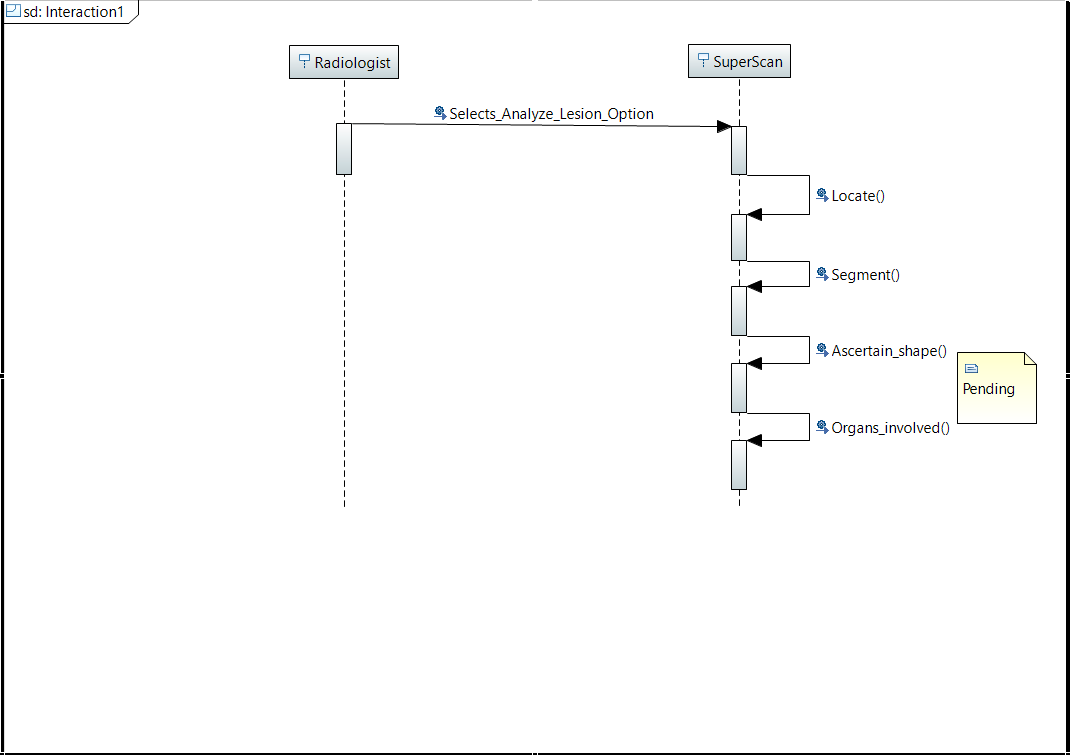 sd: Interaction1
Radiologist
SuperScan
Selects_Analyze_Lesion_Option
Locate()
Segment()
Ascertain_shape()
Pending
Organs_involved()